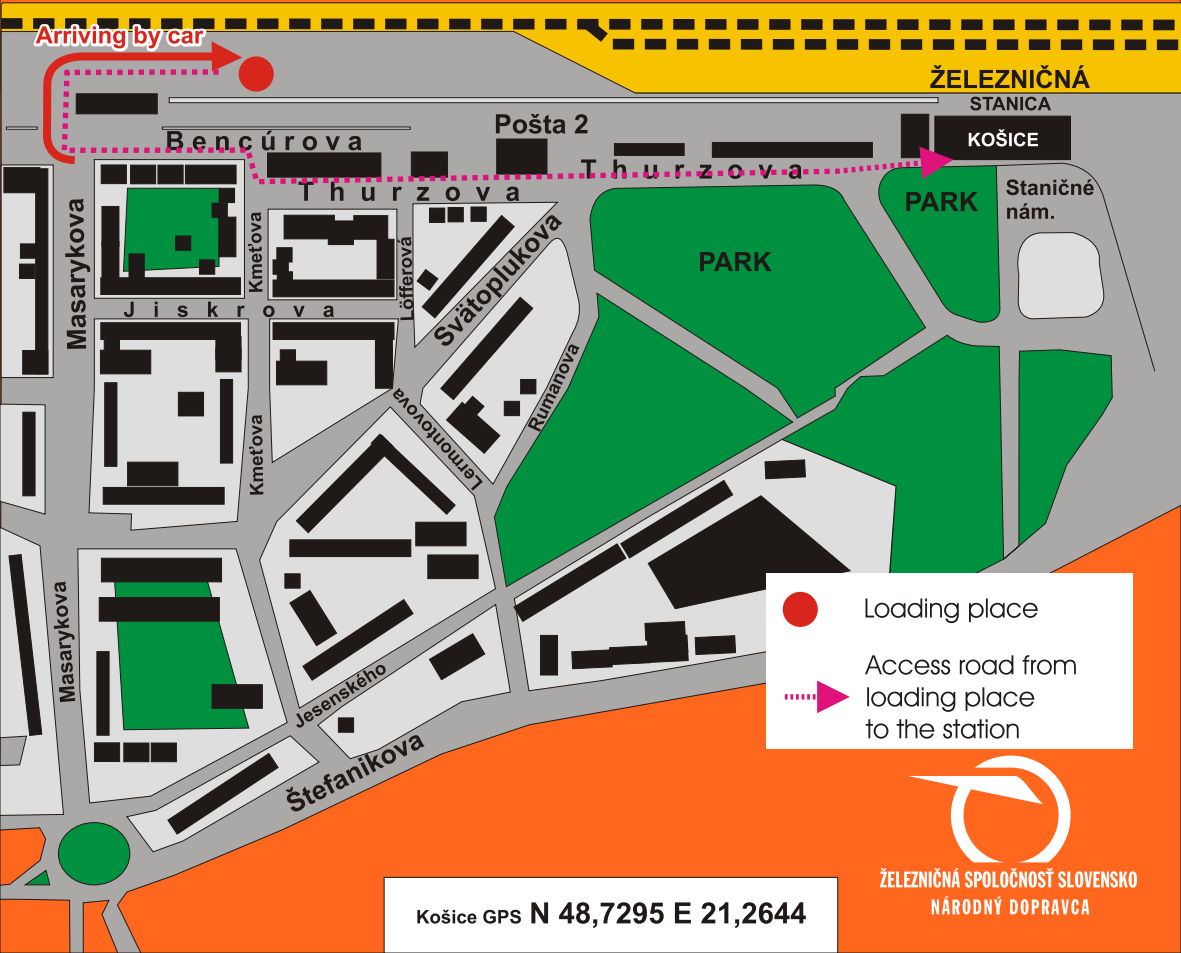 Arriving by car
ŽELEZNIČNÁ
STANICA
KOŠICE
Pošta 2
Bencúrova
Thurzova
Thurzova
PARK
Staničné
nám.
PARK
Masarykova
Kmeťova
Löfferová
Svätoplukova
Jiskrova
Rumanova
Lermontovova
Kmeťova
Masarykova
Jesenského
Štefanikova
Loading place
Access road from
loading place
to the station
ŽELEZNIČNÁ SPOLOČNOSŤ SLOVENSKO
NÁRODNÝ DOPRAVCA
Košice GPS N 48,7295 E 21,2644